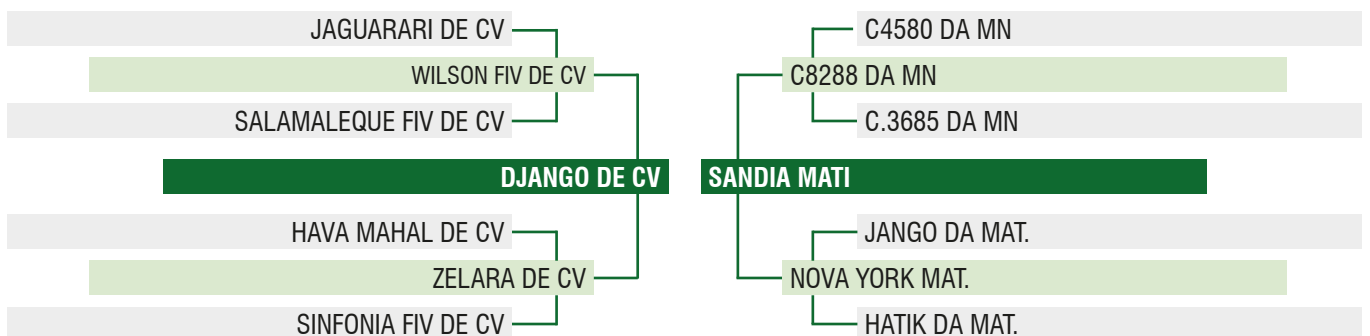 JAGUARARI DE CV
C4580 DA MN
WILSON FIV DE CV
C8288 DA MN
SALAMALEQUE FIV DE CV
C.3685 DA MN
DJANGO DE CV
SANDIA MATI
HAVA MAHAL DE CV
JANGO DA MAT.
ZELARA DE CV
NOVA YORK MAT.
SINFONIA FIV DE CV
HATIK DA MAT.